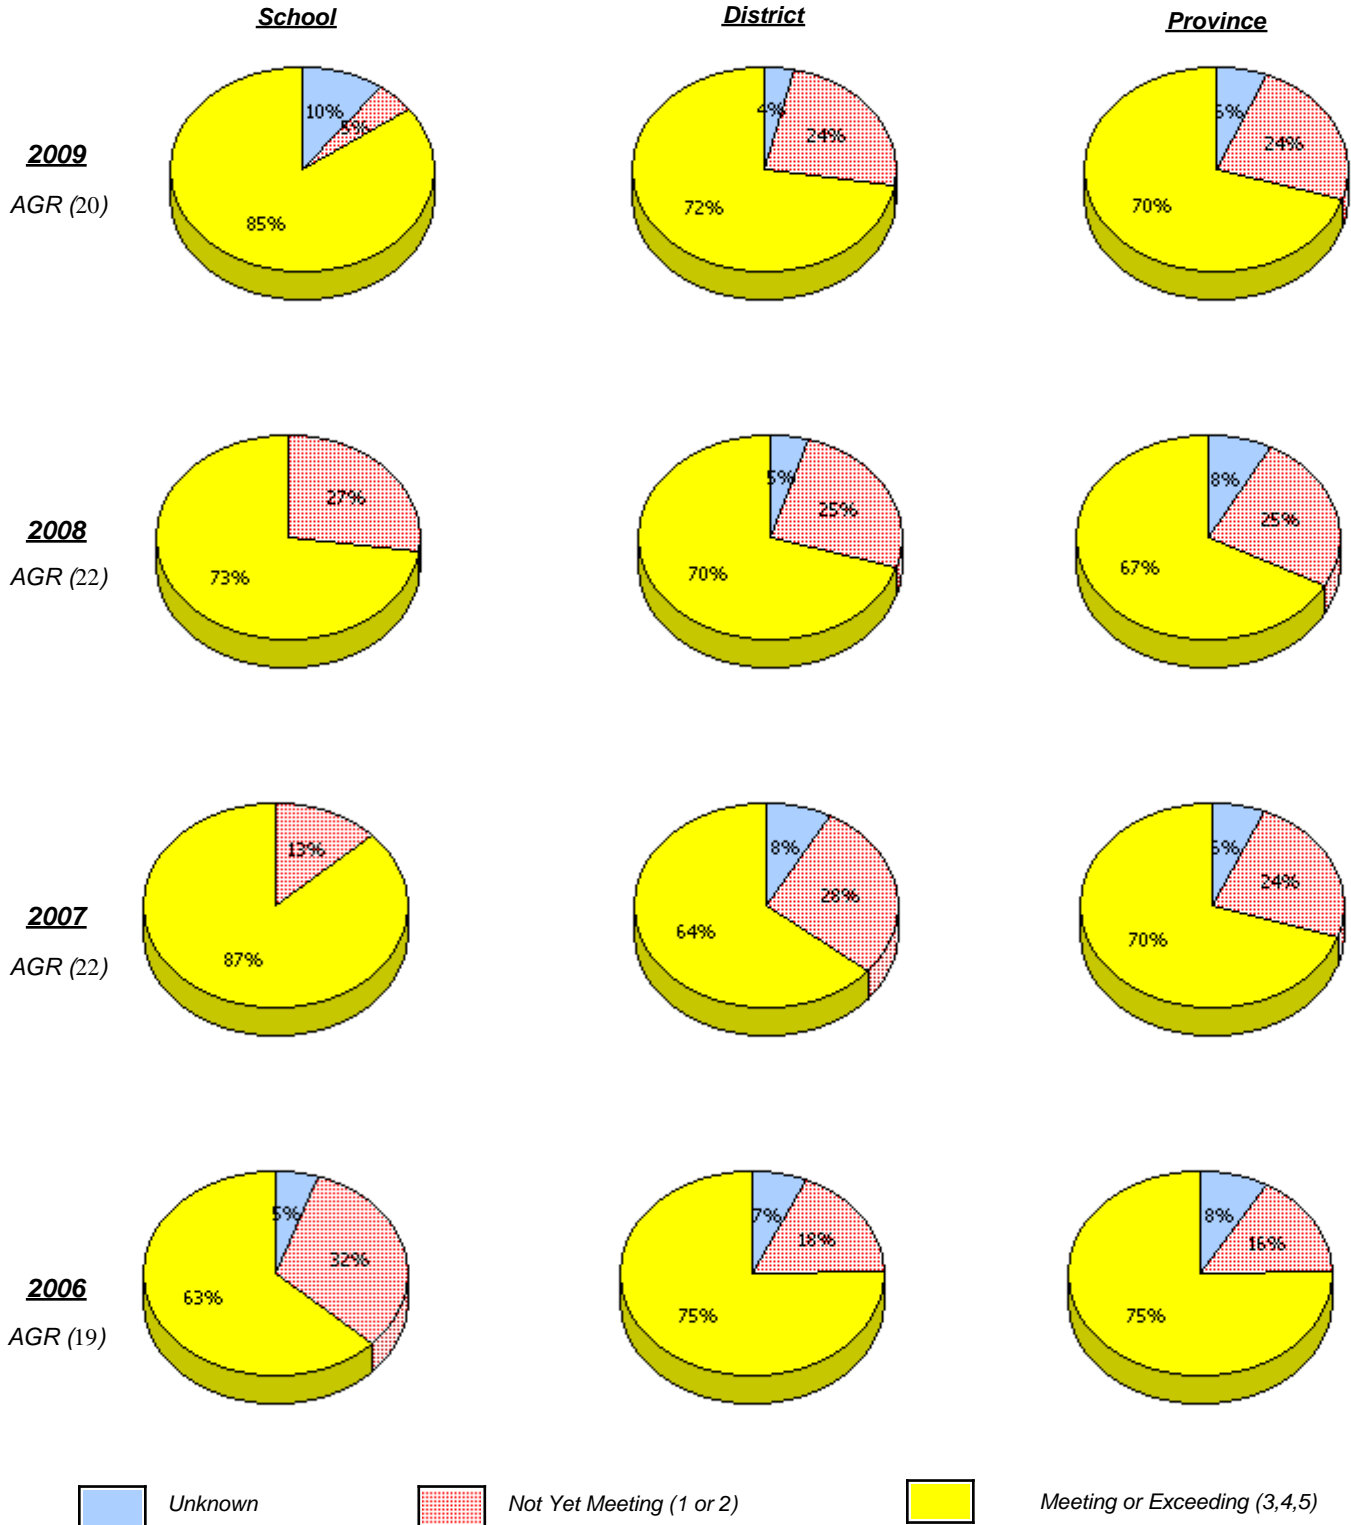 School District Province
10% 5% 85%
4% 24% 72%
6% 24% 70%
2009
AGR (20)
27% 73%
5% 25% 70%
8% 25% 67%
2008
AGR (22)
13% 87%
8% 28% 64%
6% 24% 70%
2007
AGR (22)
5% 32% 63%
7% 18% 75%
8% 16% 75%
2006
AGR (19)
Unknown Not Yet Meeting (1 or 2) Meeting or Exceeding (3,4,5)